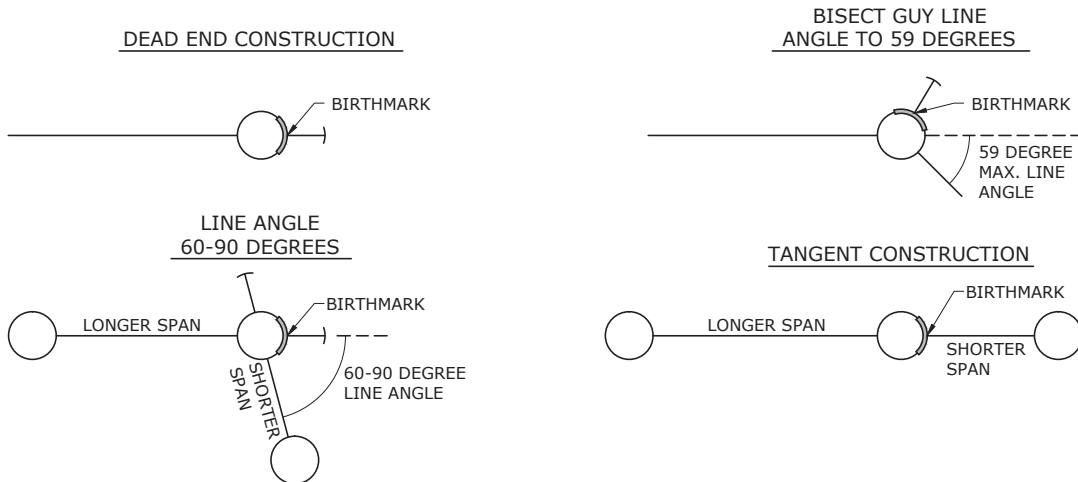 DEAD END CONSTRUCTION
BIRTHMARK
BISECT GUY LINE
ANGLE TO 59 DEGREES
BIRTHMARK
59 DEGREE
MAX. LINE
ANGLE
LINE ANGLE
60-90 DEGREES
BIRTHMARK
LONGER SPAN
SHORTER
SPAN
60-90 DEGREE
LINE ANGLE
TANGENT CONSTRUCTION
BIRTHMARK
LONGER SPAN
SHORTER
SPAN